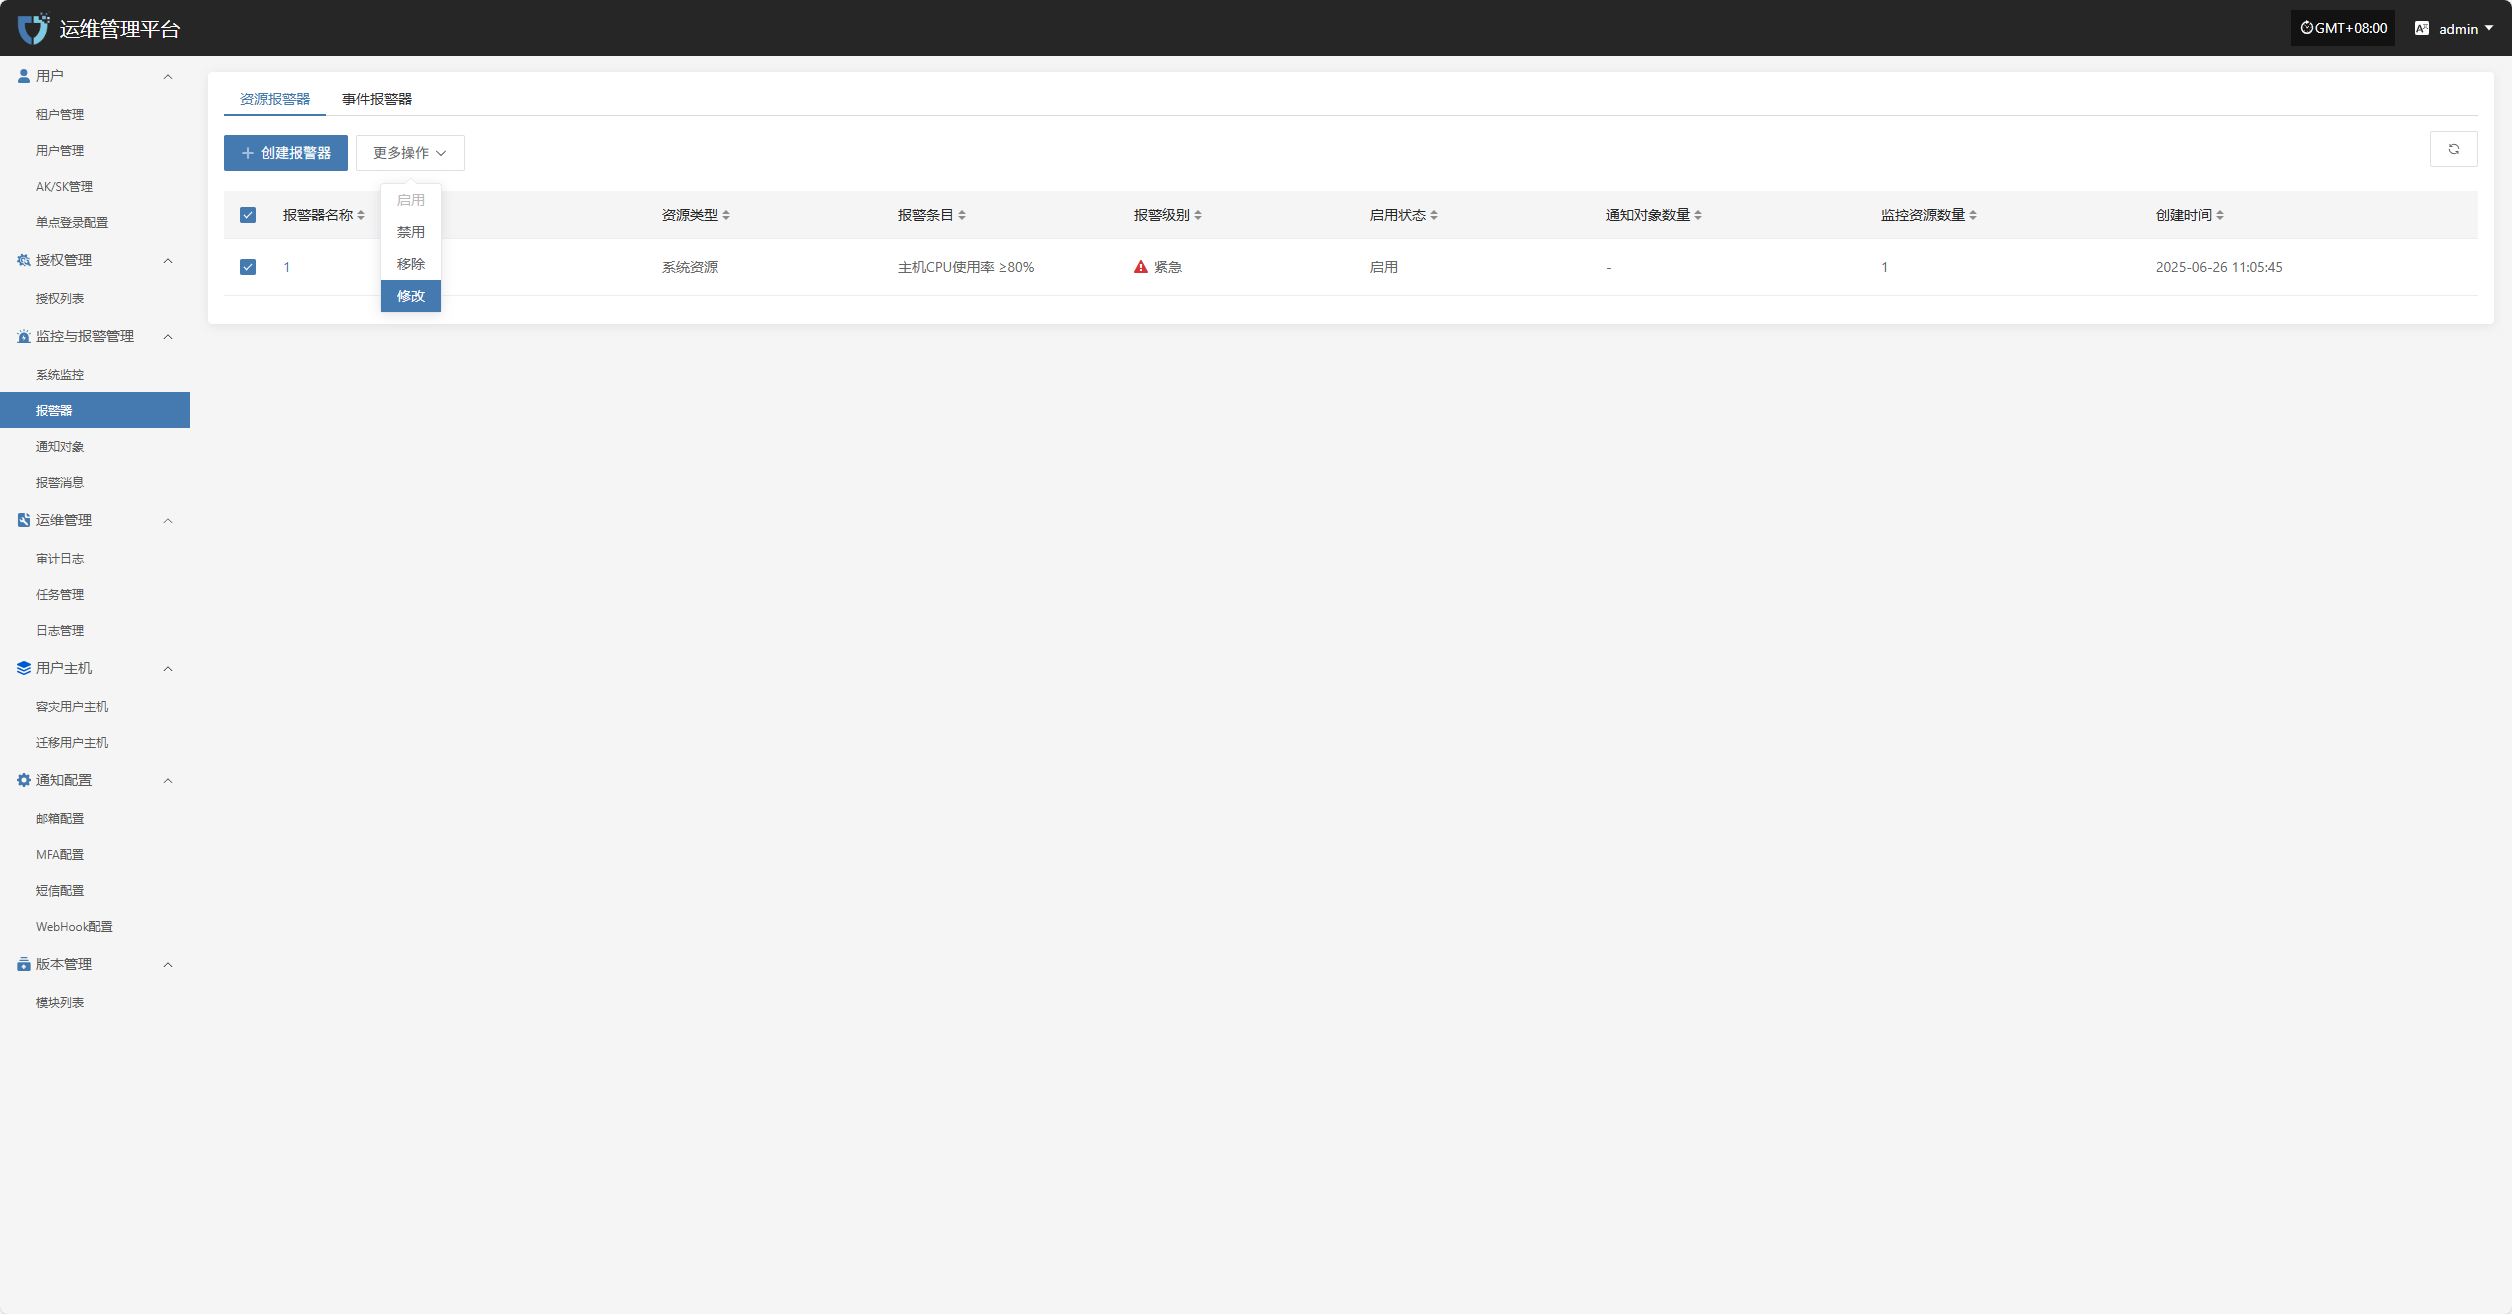 运维管理平台
GMT+08:00
admin
用户
租户管理
用户管理
AK/SK管理
单点登录配置
授权管理
授权列表
监控与报警管理
系统监控
报警器
通知对象
报警消息
运维管理
审计日志
任务管理
日志管理
用户主机
容灾用户主机
迁移用户主机
通知配置
邮箱配置
MFA配置
短信配置
WebHook配置
版本管理
模块列表
资源报警器 事件报警器
创建报警器 更多操作
启用
禁用
移除
修改
报警器名称 资源类型 报警条目 报警级别 启用状态 通知对象数量 监控资源数量 创建时间
1 系统资源 主机CPU使用率 ≥80% 紧急 启用 - 1 2025-06-26 11:05:45